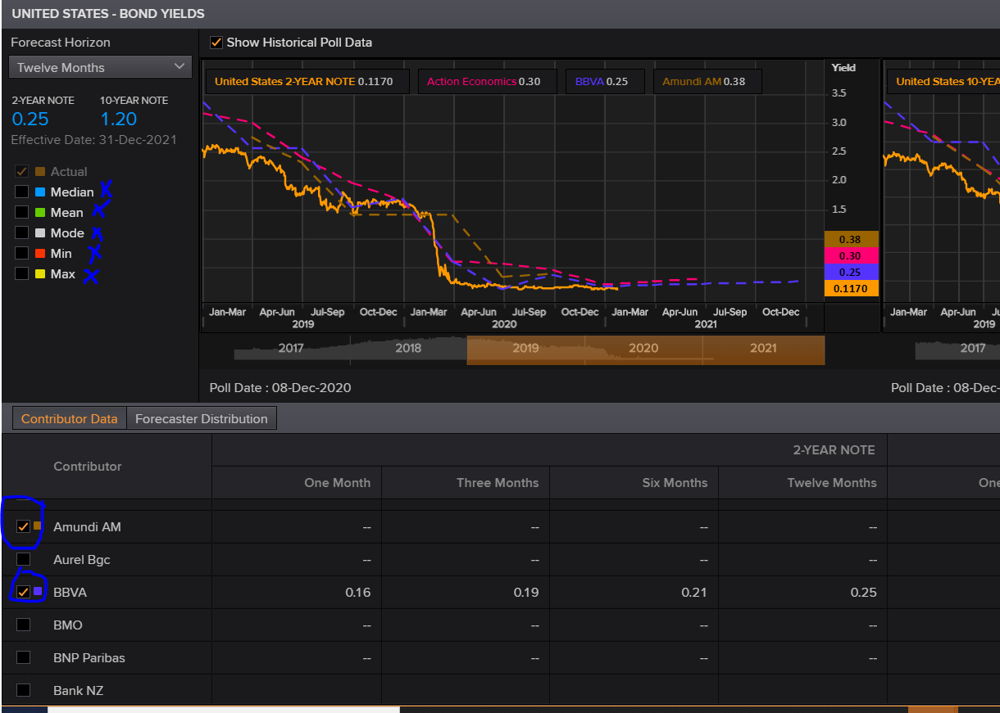 UNITED STATES - BOND YIELDS
Forecast Horizon
Twelve Months
2-YEAR NOTE 10-YEAR NOTE
0.25 1.20
Effective Date: 31-Dec-2021
Actual
Median
Mean
Mode
Min
Max
Show Historical Poll Data
United States 2-YEAR NOTE 0.1170 Action Economics 0.30 BBVA 0.25 Amundi AM 0.38
Yield
3.5
3.0
2.5
2.0
1.5
0.38
0.30
0.25
0.1170
Jan-Mar Apr-Jun Jul-Sep Oct-Dec Jan-Mar Apr-Jun Jul-Sep Oct-Dec Jan-Mar Apr-Jun Jul-Sep Oct-Dec
2019 2020 2021
2017 2018 2019 2020 2021
Poll Date : 08-Dec-2020
United States 10-YEA
Jan-Mar Apr-Jun Ju
2019
2017
Poll Date : 08-Dec-
Contributor Data Forecaster Distribution
2-YEAR NOTE
Contributor One Month Three Months Six Months Twelve Months One
Amundi AM -- -- -- --
Aurel Bgc -- -- -- --
BBVA 0.16 0.19 0.21 0.25
BMO -- -- -- --
BNP Paribas -- -- -- --
Bank NZ